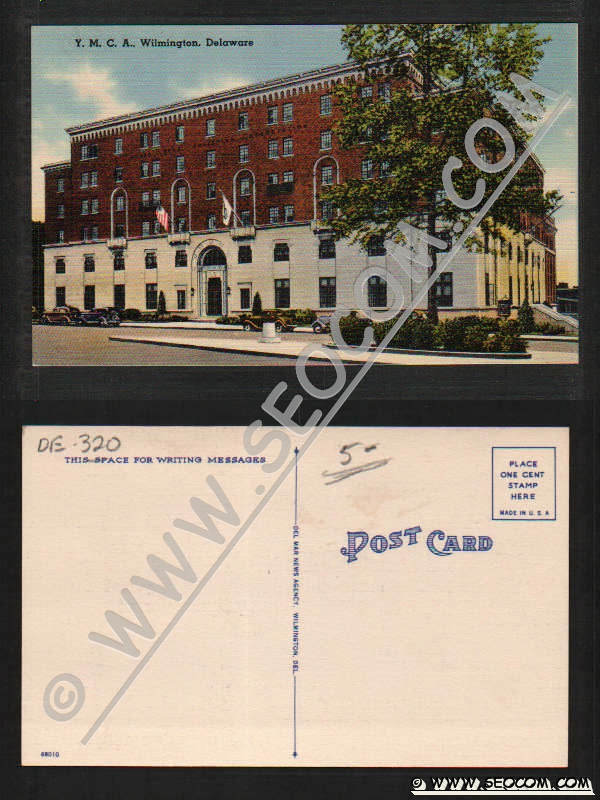 Y. M. C. A., Wilmington, Delaware
© WWW.SEOCOM.COM
DE-320
THIS SPACE FOR WRITING MESSAGES
5-
PLACE
ONE CENT
STAMP
HERE
MADE IN U.S.A
POST CARD
DEL MAR NEWS AGENCY, WILMINGTON, DEL.
68010
© WWW.SEOCOM.COM